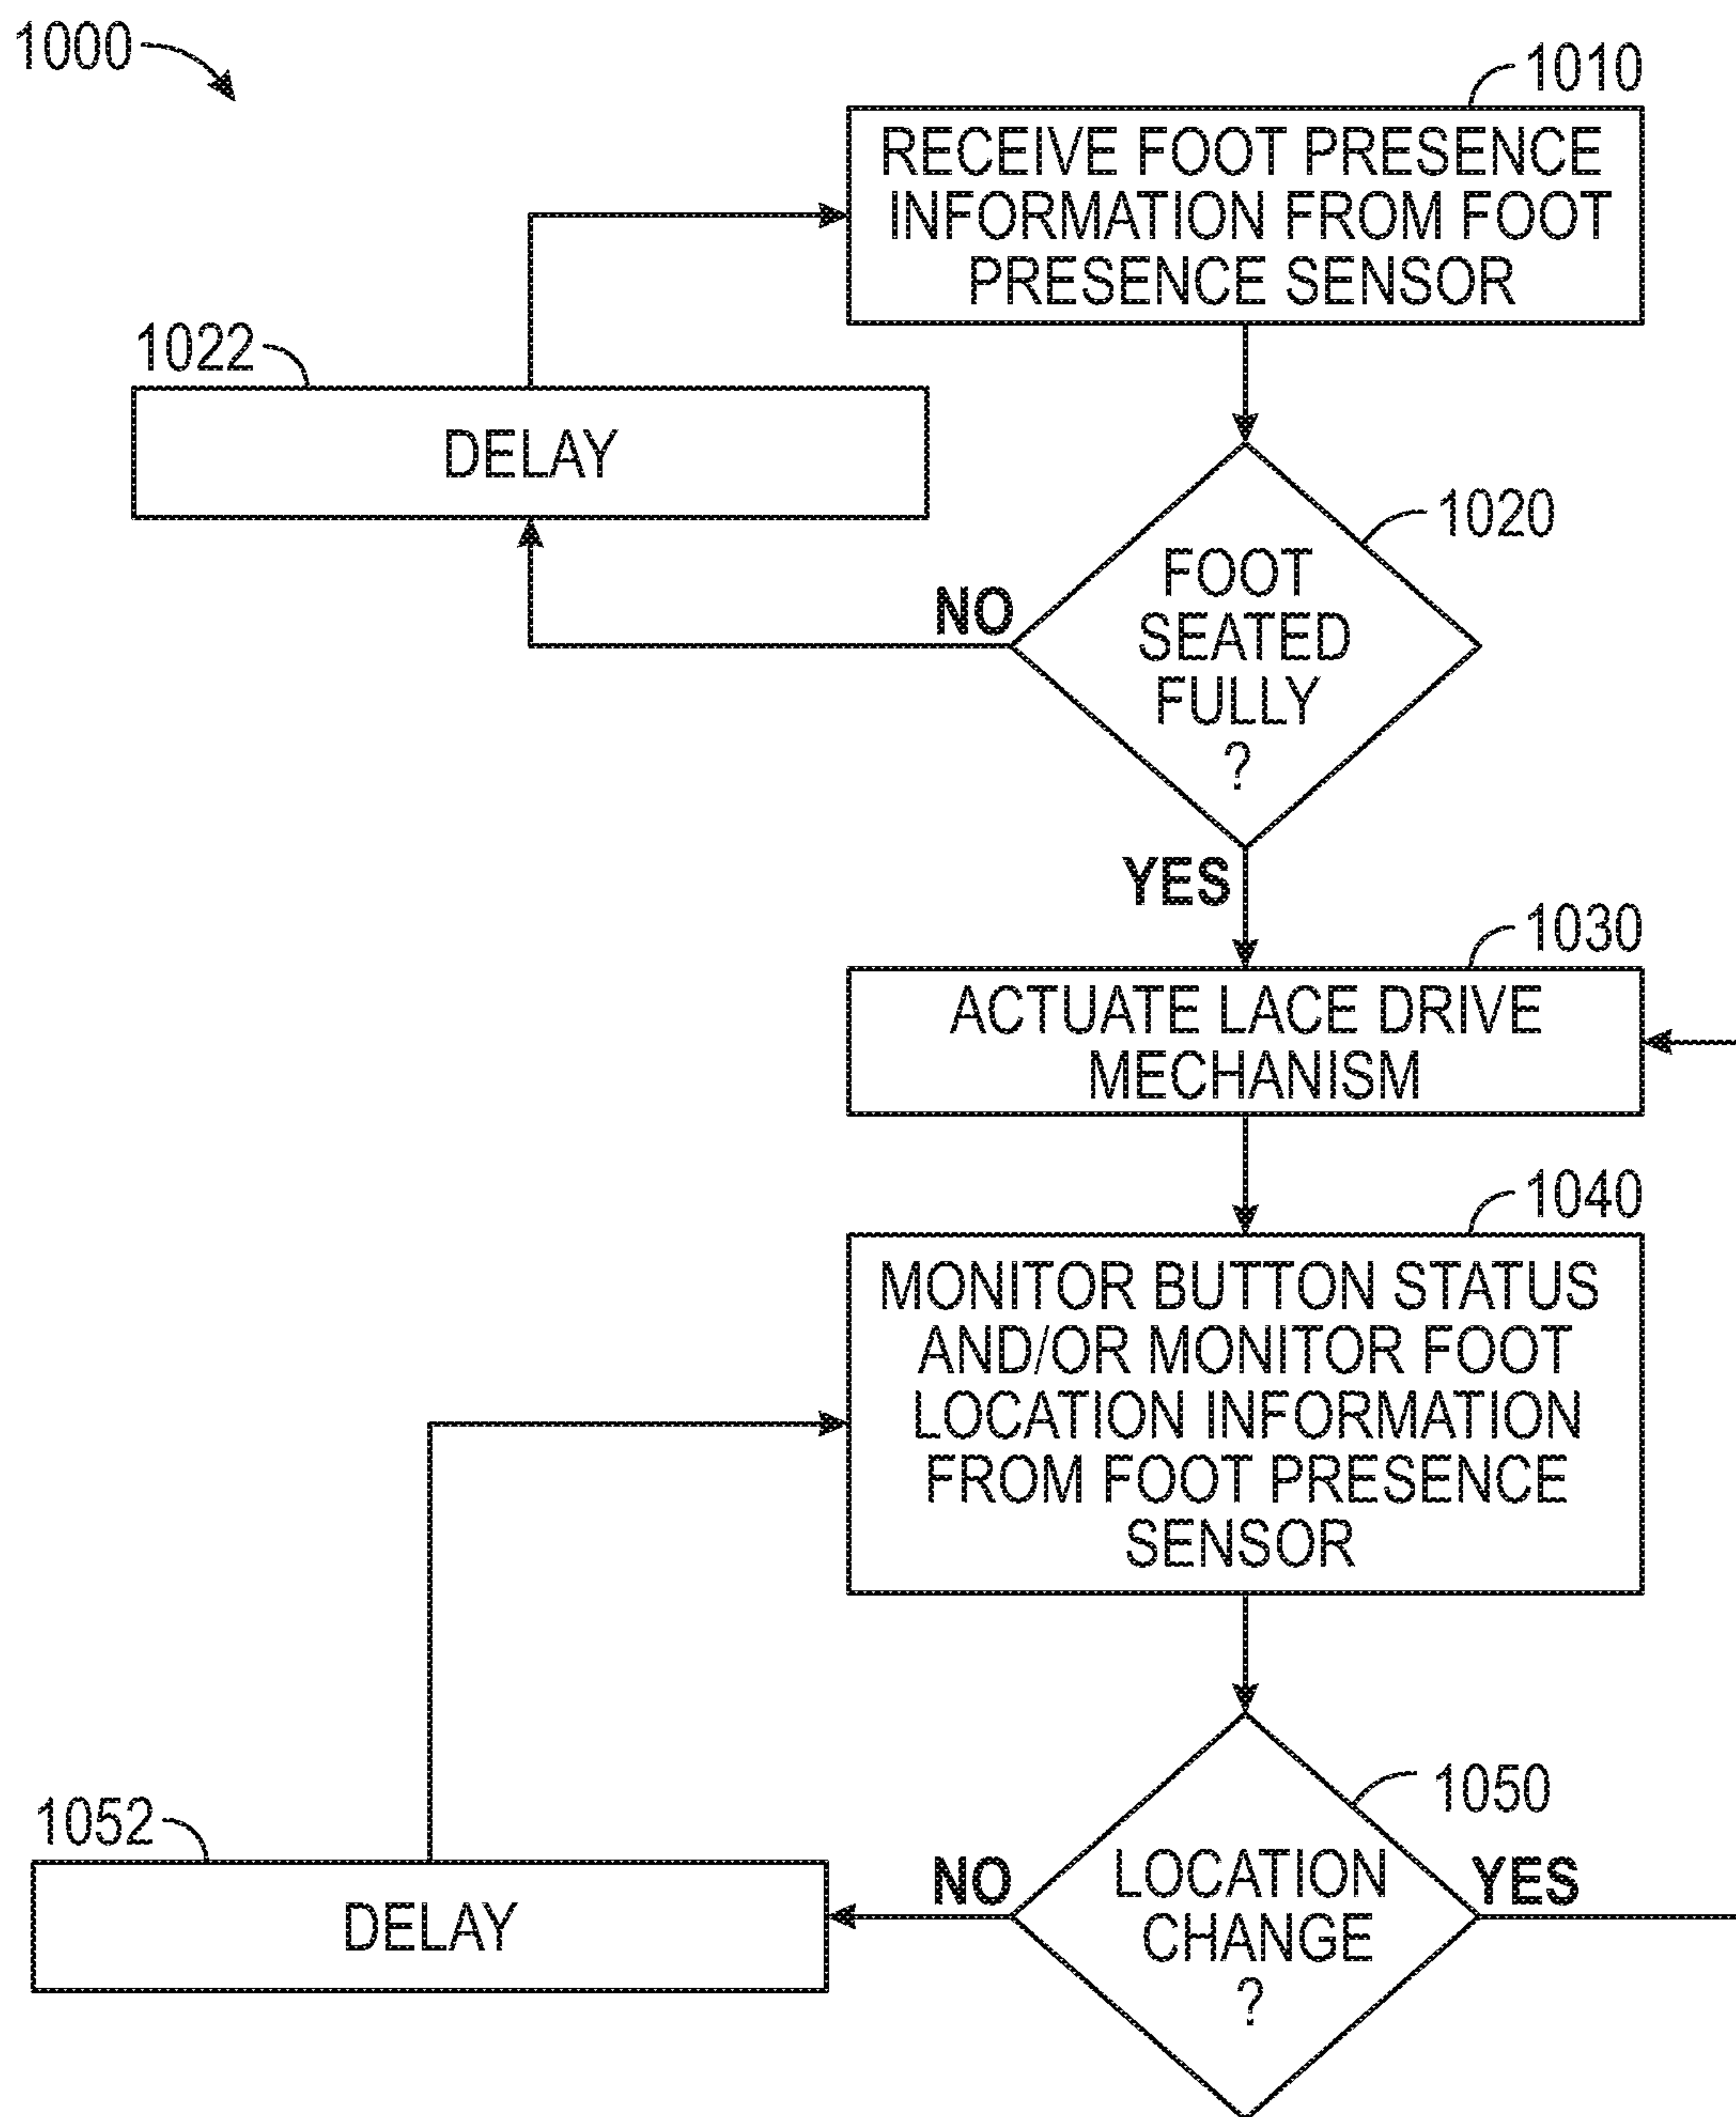 1000
1010
RECEIVE FOOT PRESENCE
INFORMATION FROM FOOT
PRESENCE SENSOR
1022
DELAY
1020
FOOT
SEATED
FULLY
?
NO
YES
1030
ACTUATE LACE DRIVE
MECHANISM
1040
MONITOR BUTTON STATUS
AND/OR MONITOR FOOT
LOCATION INFORMATION
FROM FOOT PRESENCE
SENSOR
1050
LOCATION
CHANGE
?
NO
YES
1052
DELAY